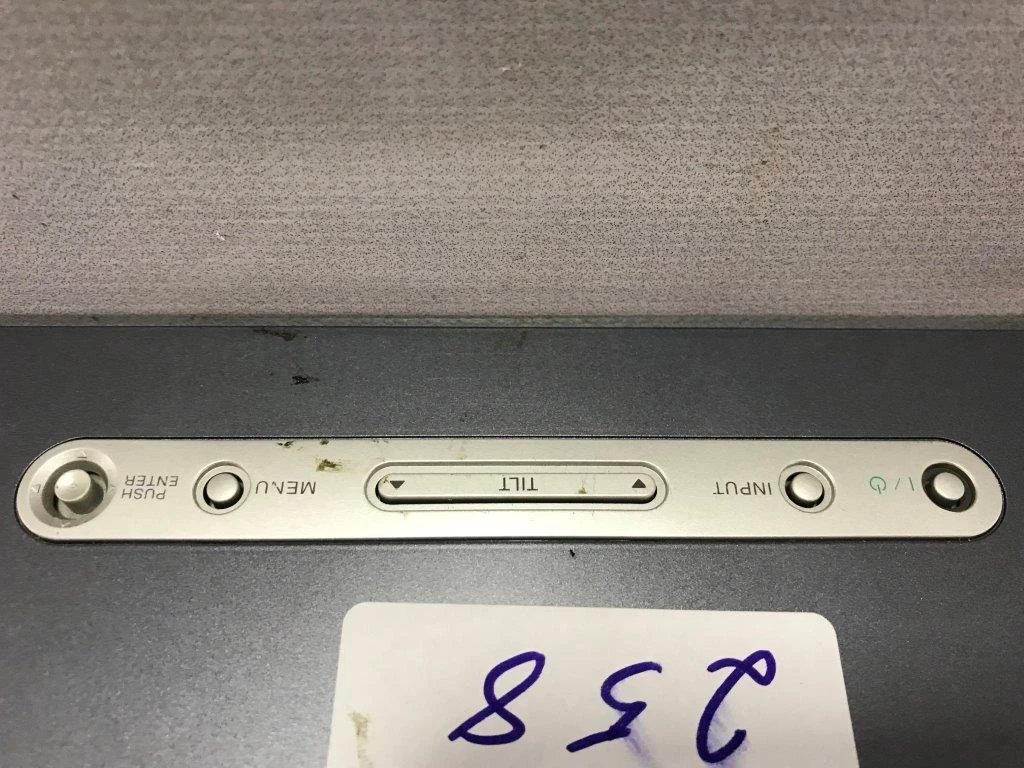 I / ⏻
INPUT
TILT
MENU
PUSH
ENTER
258